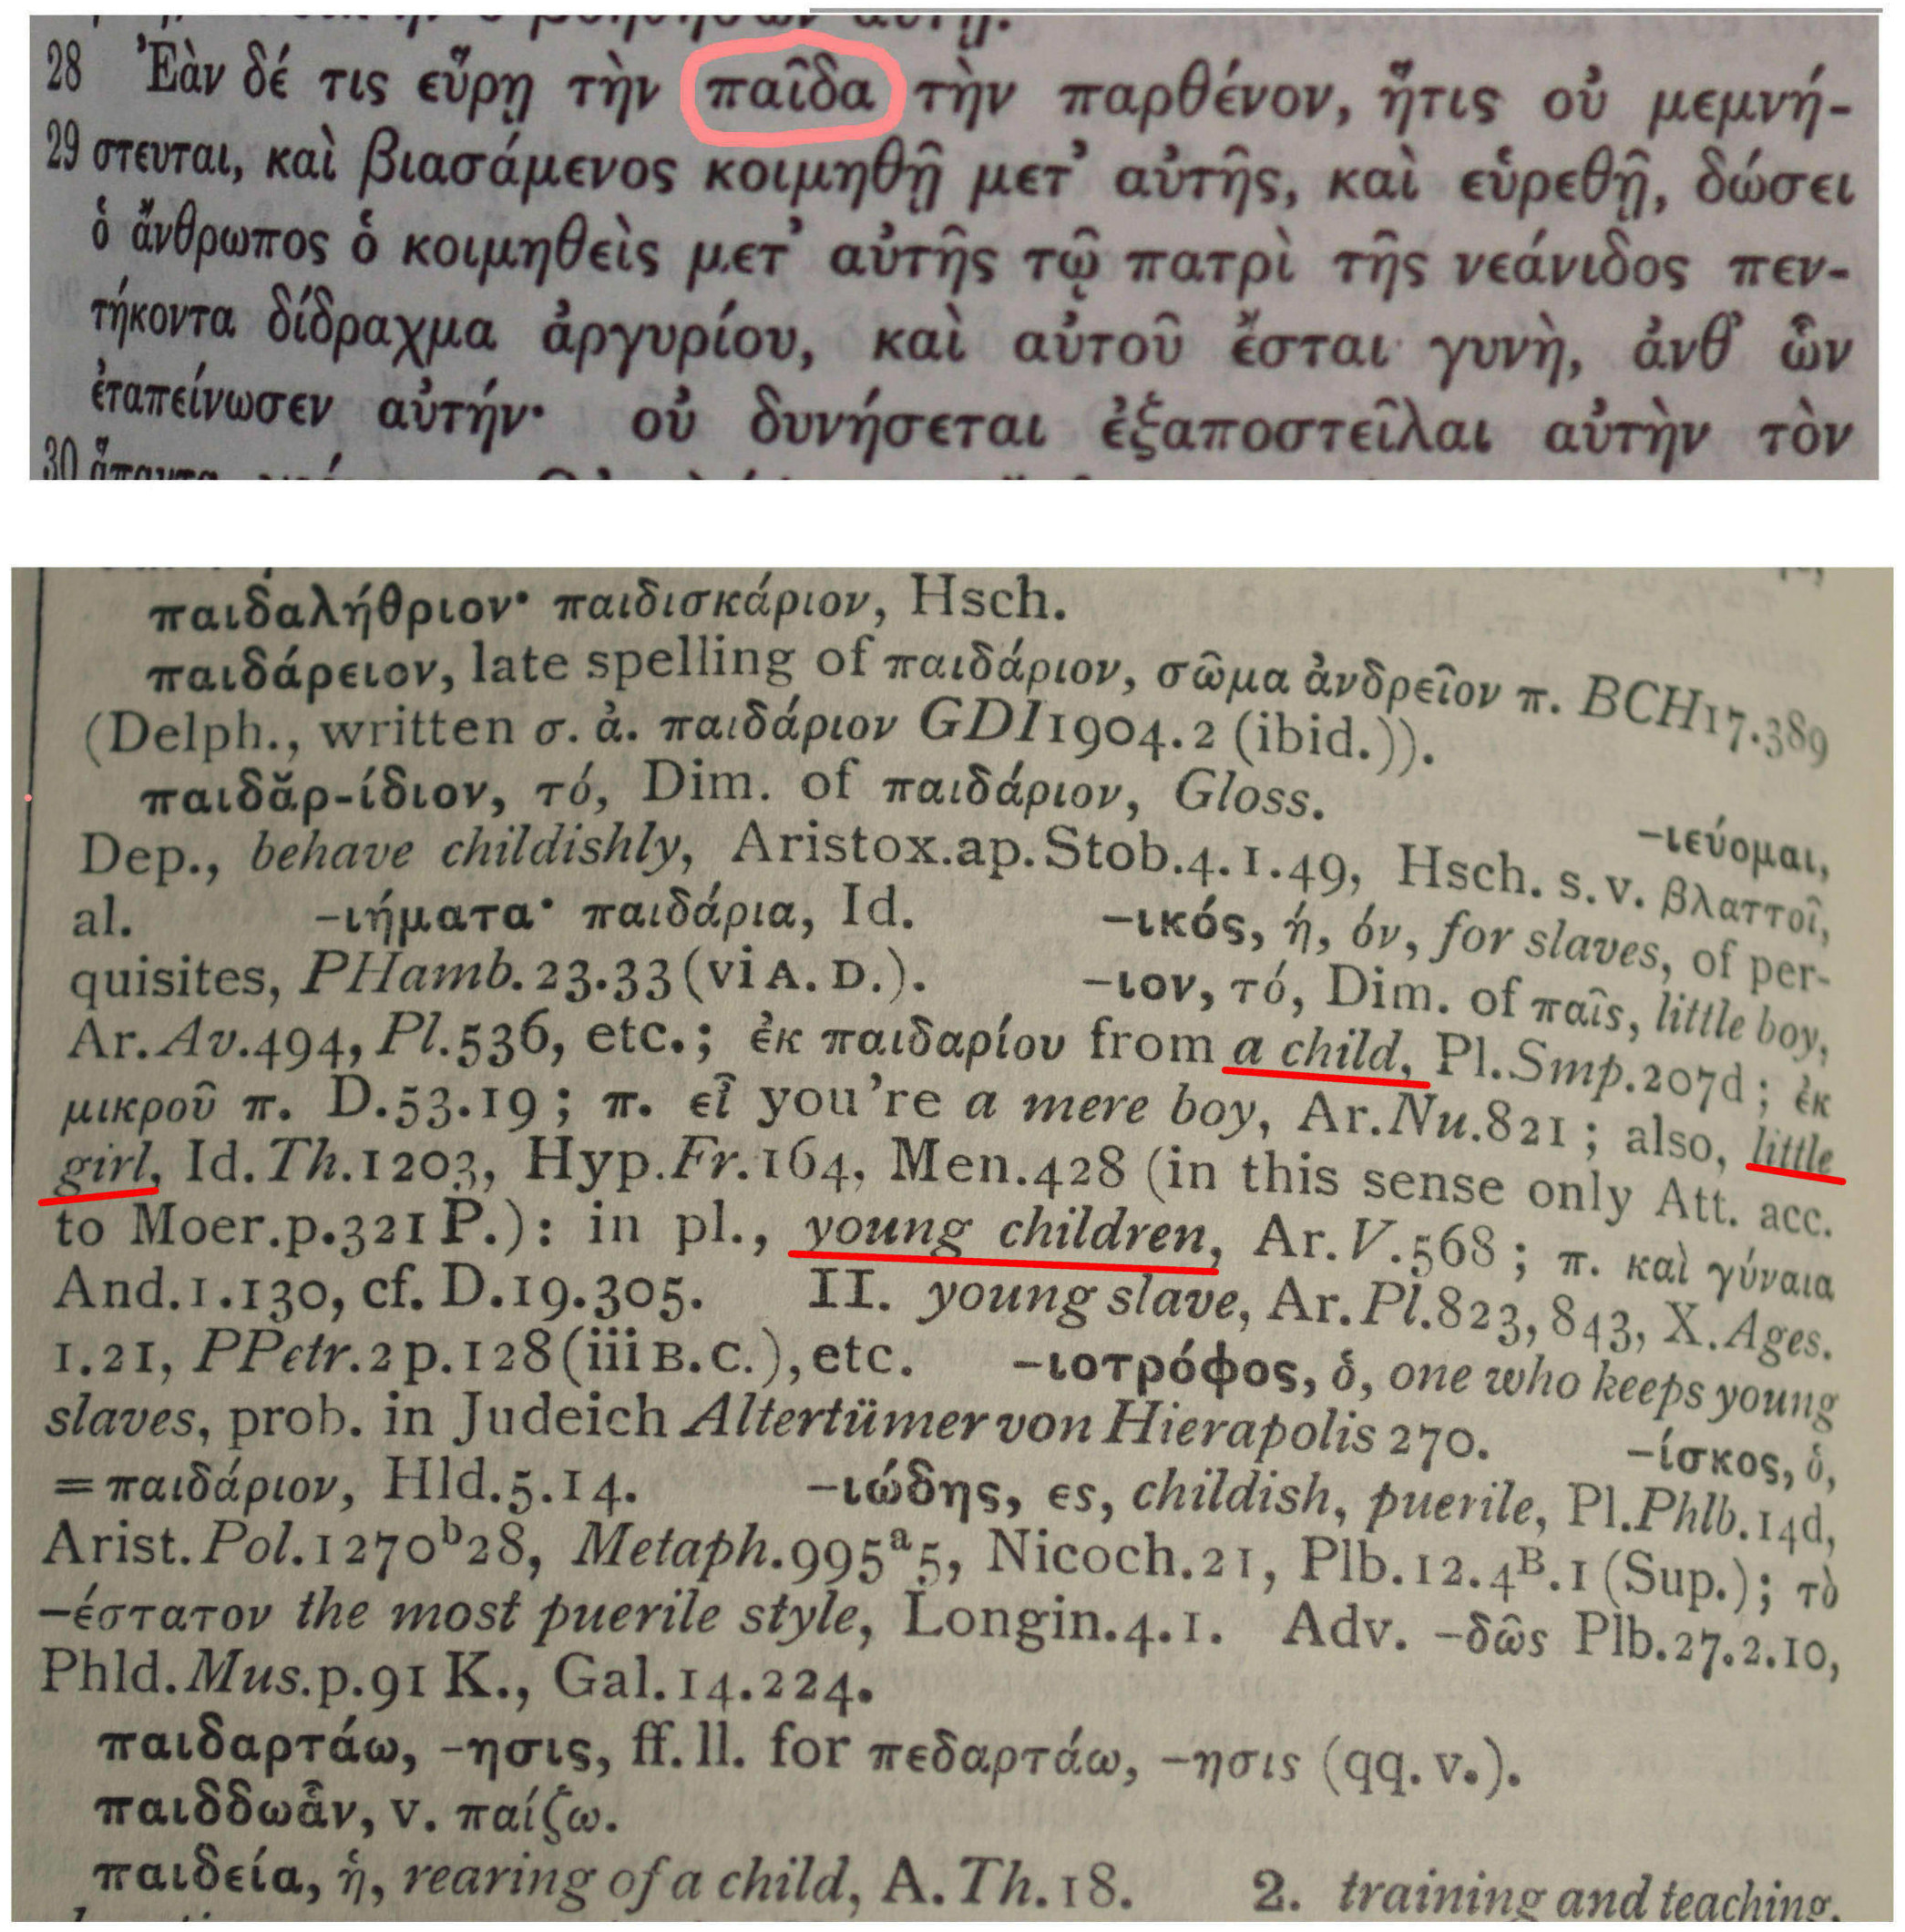 28 Ἐὰν δέ τις εὕρῃ τὴν παῖδα τὴν παρθένον, ἥτις οὐ μεμνή-
29 στευται, καὶ βιασάμενος κοιμηθῇ μετ᾽ αὐτῆς, καὶ εὑρεθῇ, δώσει
ὁ ἄνθρωπος ὁ κοιμηθεὶς μετ᾽ αὐτῆς τῷ πατρὶ τῆς νεάνιδος πεν-
τήκοντα δίδραχμα ἀργυρίου, καὶ αὐτοῦ ἔσται γυνὴ, ἀνθ᾽ ὧν
ἐταπείνωσεν αὐτήν· οὐ δυνήσεται ἐξαποστεῖλαι αὐτὴν τὸν
30
παιδαλήθριον· παιδισκάριον, Hsch.
παιδάρειον, late spelling of παιδάριον, σῶμα ἀνδρεῖον π. BCH17.389
(Delph., written σ. ἀ. παιδάριον GDI1904.2 (ibid.)).
παιδᾰρ-ίδιον, τό, Dim. of παιδάριον, Gloss. -ιεύομαι,
Dep., behave childishly, Aristox.ap.Stob.4.1.49, Hsch. s.v. βλαττοῖ,
al. -ιήματα· παιδάρια, Id. -ικός, ή, όν, for slaves, of per-
quisites, PHamb.23.33 (vi A. D.). -ιον, τό, Dim. of παῖς, little boy,
Ar.Av.494, Pl.536, etc.; ἐκ παιδαρίου from a child, Pl.Smp.207d; ἐκ
μικροῦ π. D.53.19; π. εἶ you're a mere boy, Ar.Nu.821; also, little
girl, Id.Th.1203, Hyp.Fr.164, Men.428 (in this sense only Att. acc.
to Moer.p.321 P.): in pl., young children, Ar.V.568; π. καὶ γύναια
And.1.130, cf. D.19.305. II. young slave, Ar.Pl.823, 843, X.Ages.
1.21, PPetr.2 p.128 (iii B.C.), etc. -ιοτρόφος, ὁ, one who keeps young
slaves, prob. in Judeich Altertümer von Hierapolis 270. -ίσκος, ὁ,
=παιδάριον, Hld.5.14. -ιώδης, ες, childish, puerile, Pl.Phlb.14d,
Arist.Pol.1270ᵇ28, Metaph.995ᵃ5, Nicoch.21, Plb.12.4ᴮ.1 (Sup.); τὸ
-έστατον the most puerile style, Longin.4.1. Adv. -δῶς Plb.27.2.10,
Phld.Mus.p.91 K., Gal.14.224.
παιδαρτάω, -ησις, ff. ll. for πεδαρτάω, -ησις (qq. v.).
παιδδωᾶν, v. παίζω.
παιδεία, ἡ, rearing of a child, A.Th.18. 2. training and teaching,